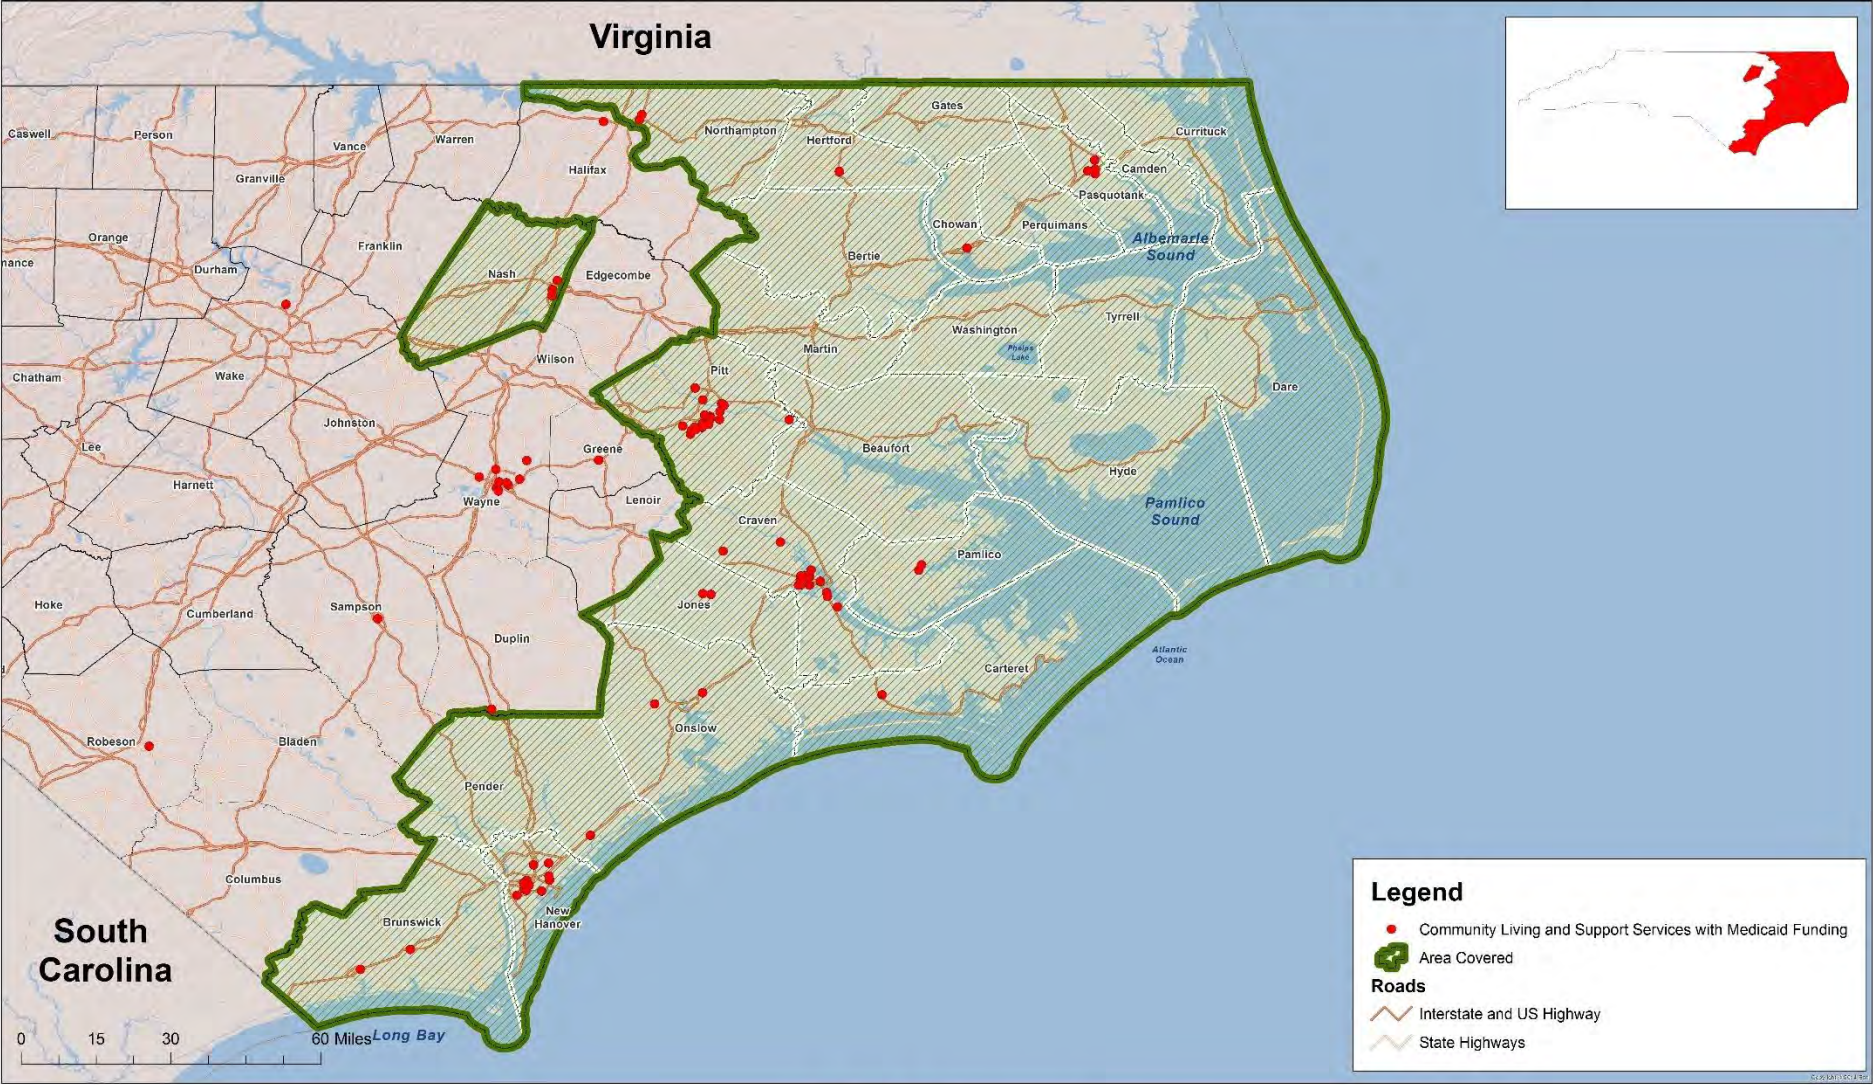 Virginia
Gates
Northampton
Currituck
Caswell
Person
Hertford
Warren
Vance
Halifax
Camden
Granville
Pasquotank
Chowan
Perquimans
Orange
Albemarle
Sound
Franklin
Bertie
mance
Durham
Nash
Edgecombe
Tyrrell
Washington
Martin
Phelps
Lake
Wilson
Pitt
Chatham
Wake
Dare
Johnston
Lee
Greene
Beaufort
Hyde
Harnett
Wayne
Lenoir
Pamlico
Sound
Craven
Pamlico
Hoke
Sampson
Jones
Cumberland
Duplin
Atlantic
Ocean
Carteret
Onslow
Robeson
Bladen
Pender
Columbus
New
Hanover
Brunswick
South
Carolina
Long Bay
0 15 30 60 Miles
Legend
Community Living and Support Services with Medicaid Funding
Area Covered
Roads
Interstate and US Highway
State Highways